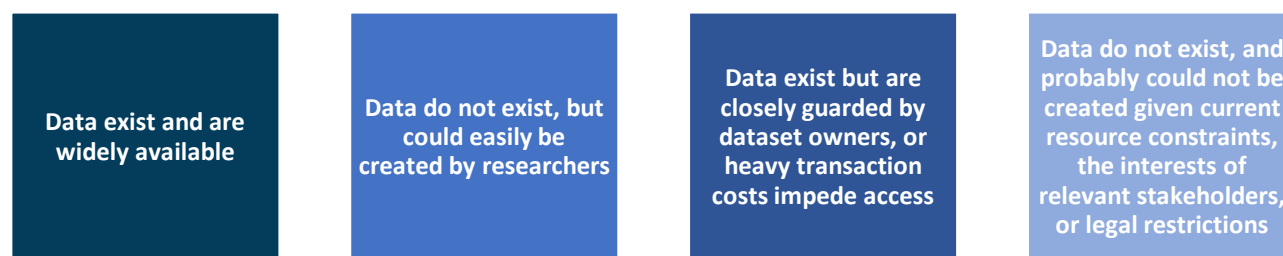 Data exist and are
widely available
Data do not exist, but
could easily be
created by researchers
Data exist but are
closely guarded by
dataset owners, or
heavy transaction
costs impede access
Data do not exist, and
probably could not be
created given current
resource constraints,
the interests of
relevant stakeholders,
or legal restrictions